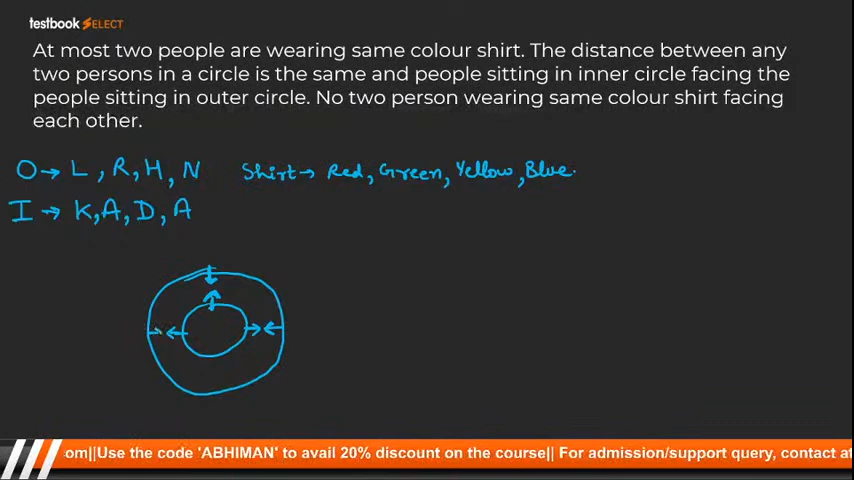 testbook SELECT
At most two people are wearing same colour shirt. The distance between any
two persons in a circle is the same and people sitting in inner circle facing the
people sitting in outer circle. No two person wearing same colour shirt facing
each other.
O→ L, R, H, N Shirt→ Red, Green, Yellow, Blue.
I → K, A, D, A
om||Use the code 'ABHIMAN' to avail 20% discount on the course|| For admission/support query, contact at